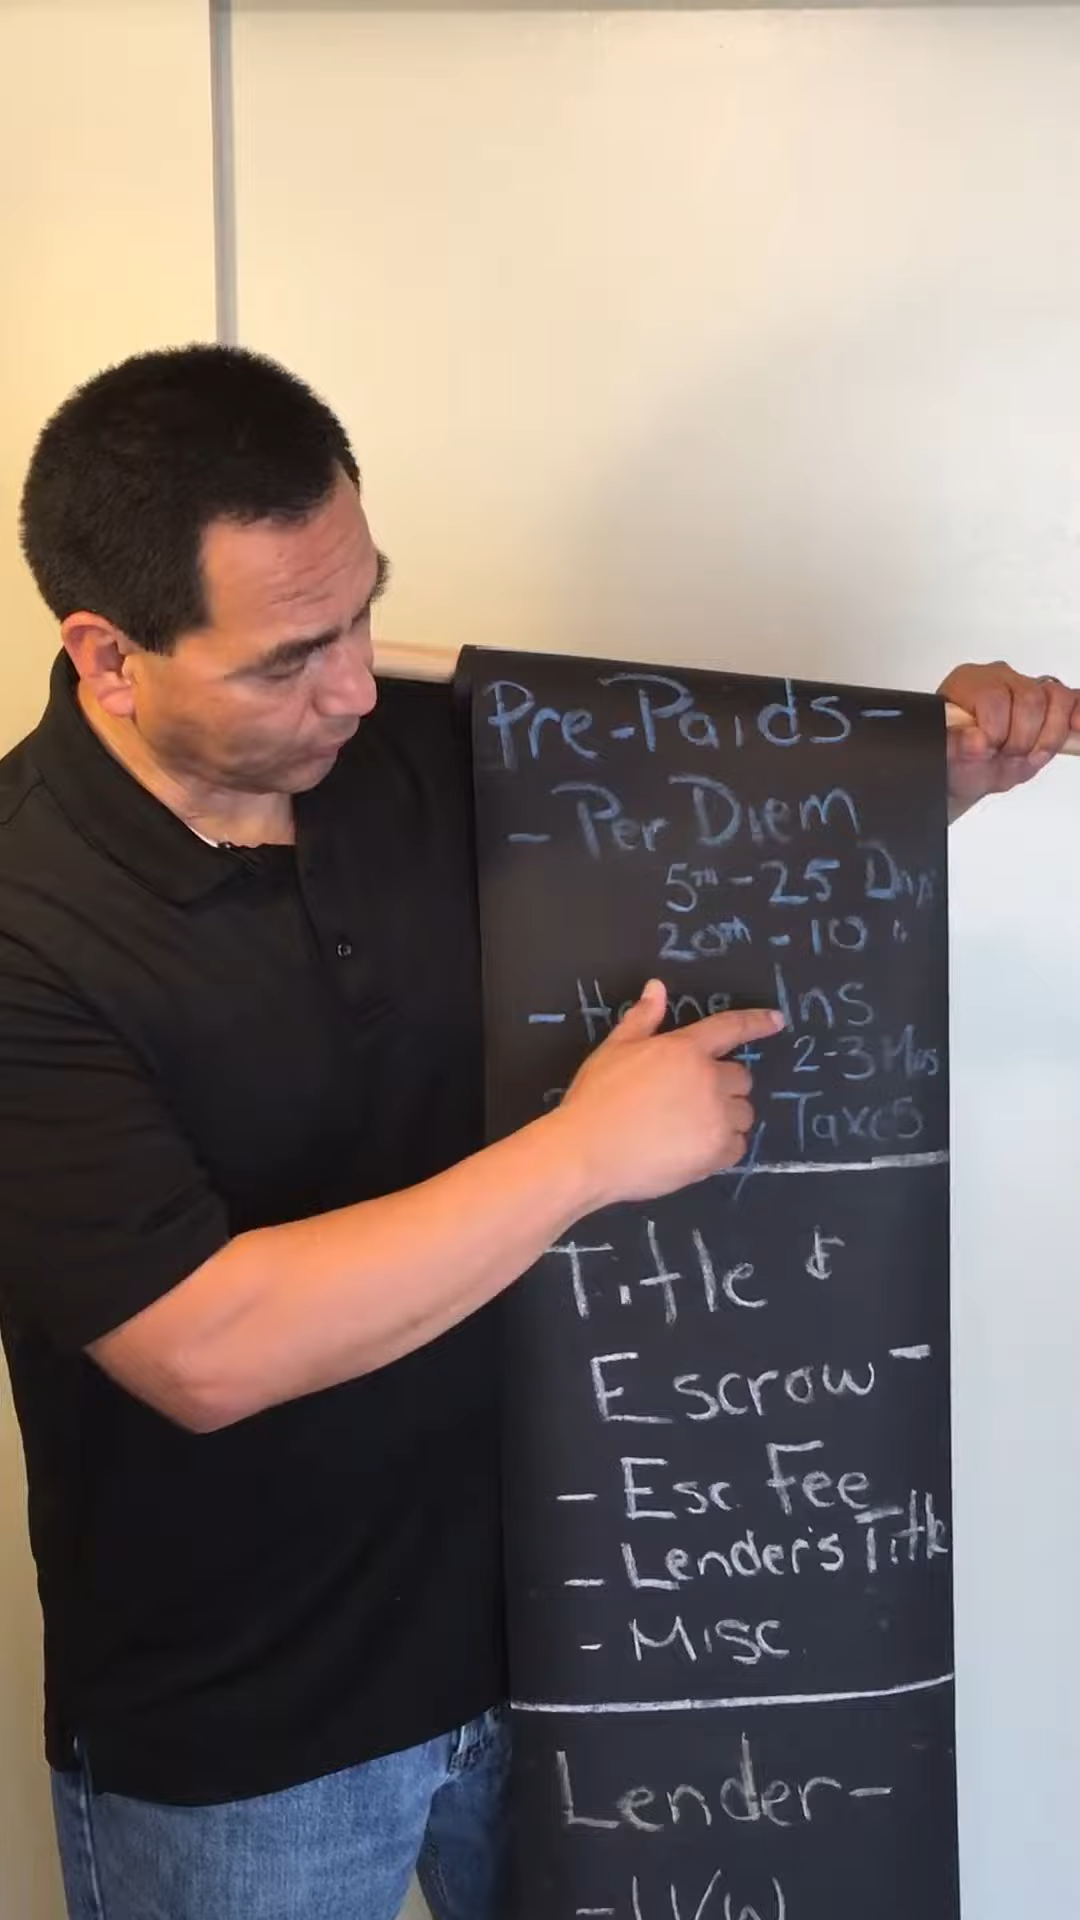 Pre-Paids-
- Per Diem
5TH - 25 Days
20th - 10 "
- Home Ins
+ 2-3 Mos
Taxes
Title &
Escrow -
- Esc. Fee
- Lender's Title
- Misc.
Lender-
- U/W